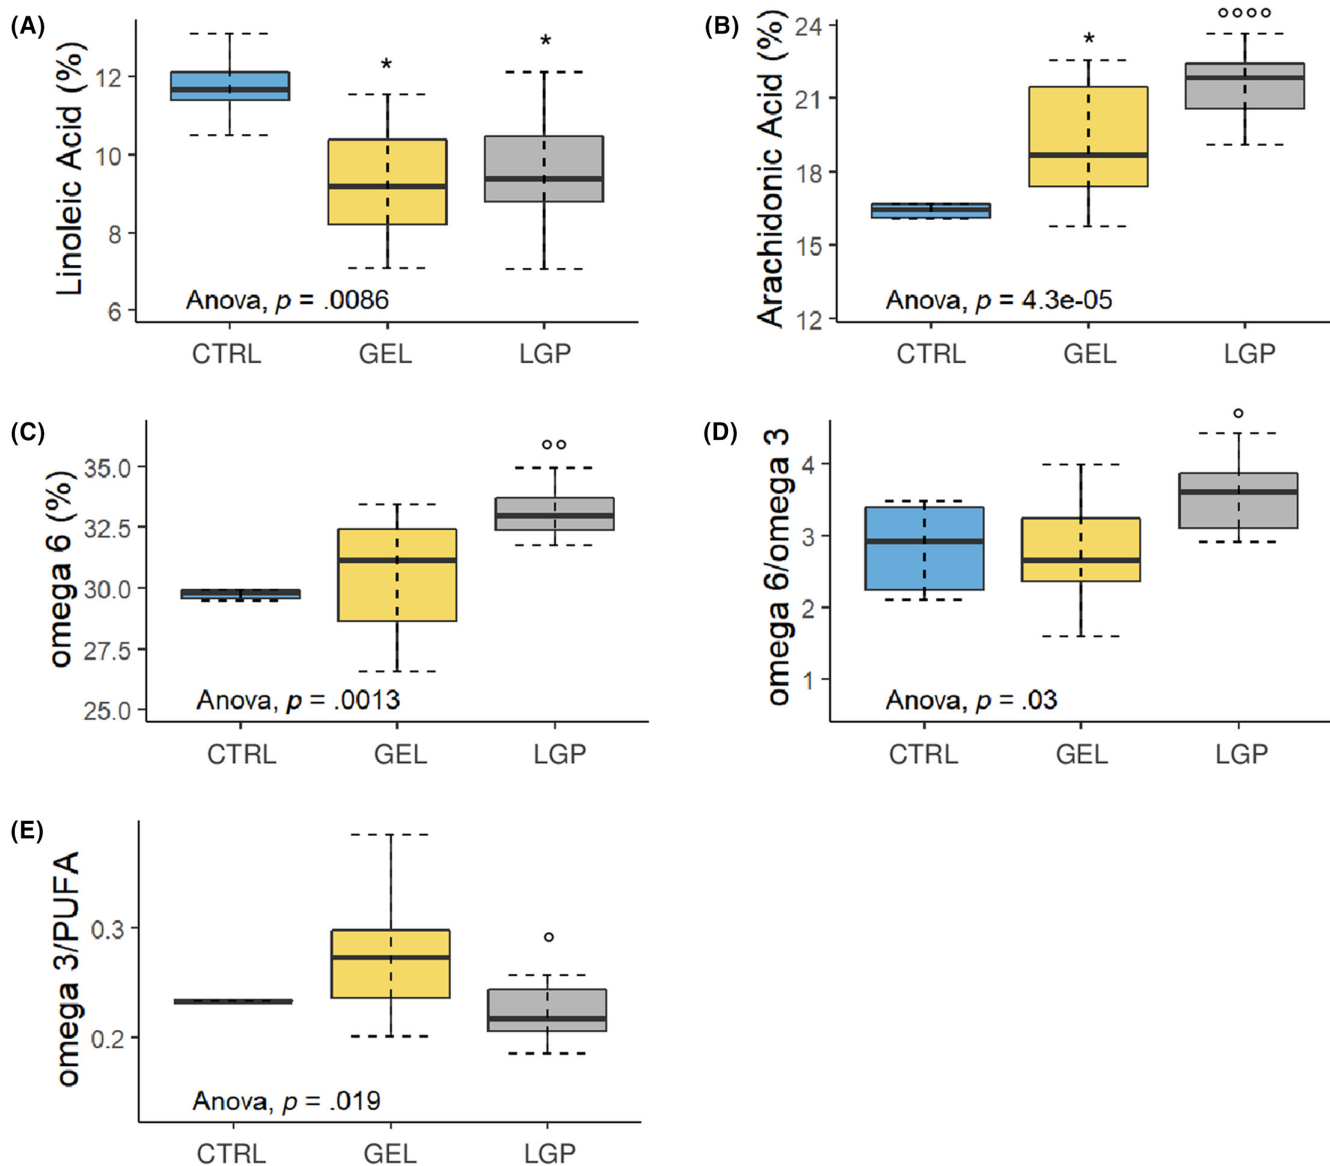 (A)
Linoleic Acid (%)
12
10
8
6
*
*
Anova, p = .0086
CTRL GEL LGP
(B)
Arachidonic Acid (%)
24
21
18
15
12
*
°°°°
Anova, p = 4.3e-05
CTRL GEL LGP
(C)
omega 6 (%)
35.0
32.5
30.0
27.5
25.0
°°
Anova, p = .0013
CTRL GEL LGP
(D)
omega 6/omega 3
4
3
2
1
°
Anova, p = .03
CTRL GEL LGP
(E)
omega 3/PUFA
0.3
0.2
°
Anova, p = .019
CTRL GEL LGP